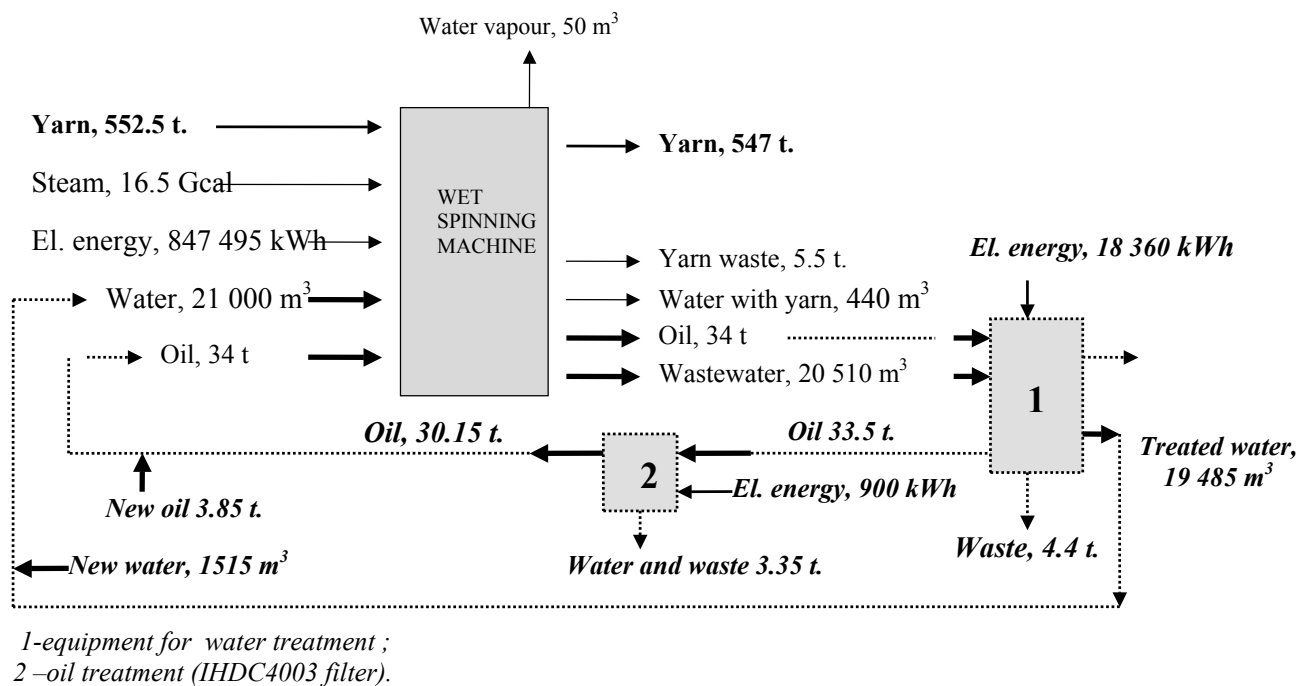 Water vapour, 50 m³
Yarn, 552.5 t.
Yarn, 547 t.
Steam, 16.5 Gcal
WET
SPINNING
MACHINE
El. energy, 847 495 kWh
Yarn waste, 5.5 t.
El. energy, 18 360 kWh
Water, 21 000 m³
Water with yarn, 440 m³
Oil, 34 t
Oil, 34 t
Wastewater, 20 510 m³
1
Oil, 30.15 t.
Oil 33.5 t.
Treated water,
19 485 m³
2
El. energy, 900 kWh
New oil 3.85 t.
Waste, 4.4 t.
New water, 1515 m³
Water and waste 3.35 t.
1-equipment for water treatment ;
2 –oil treatment (IHDC4003 filter).